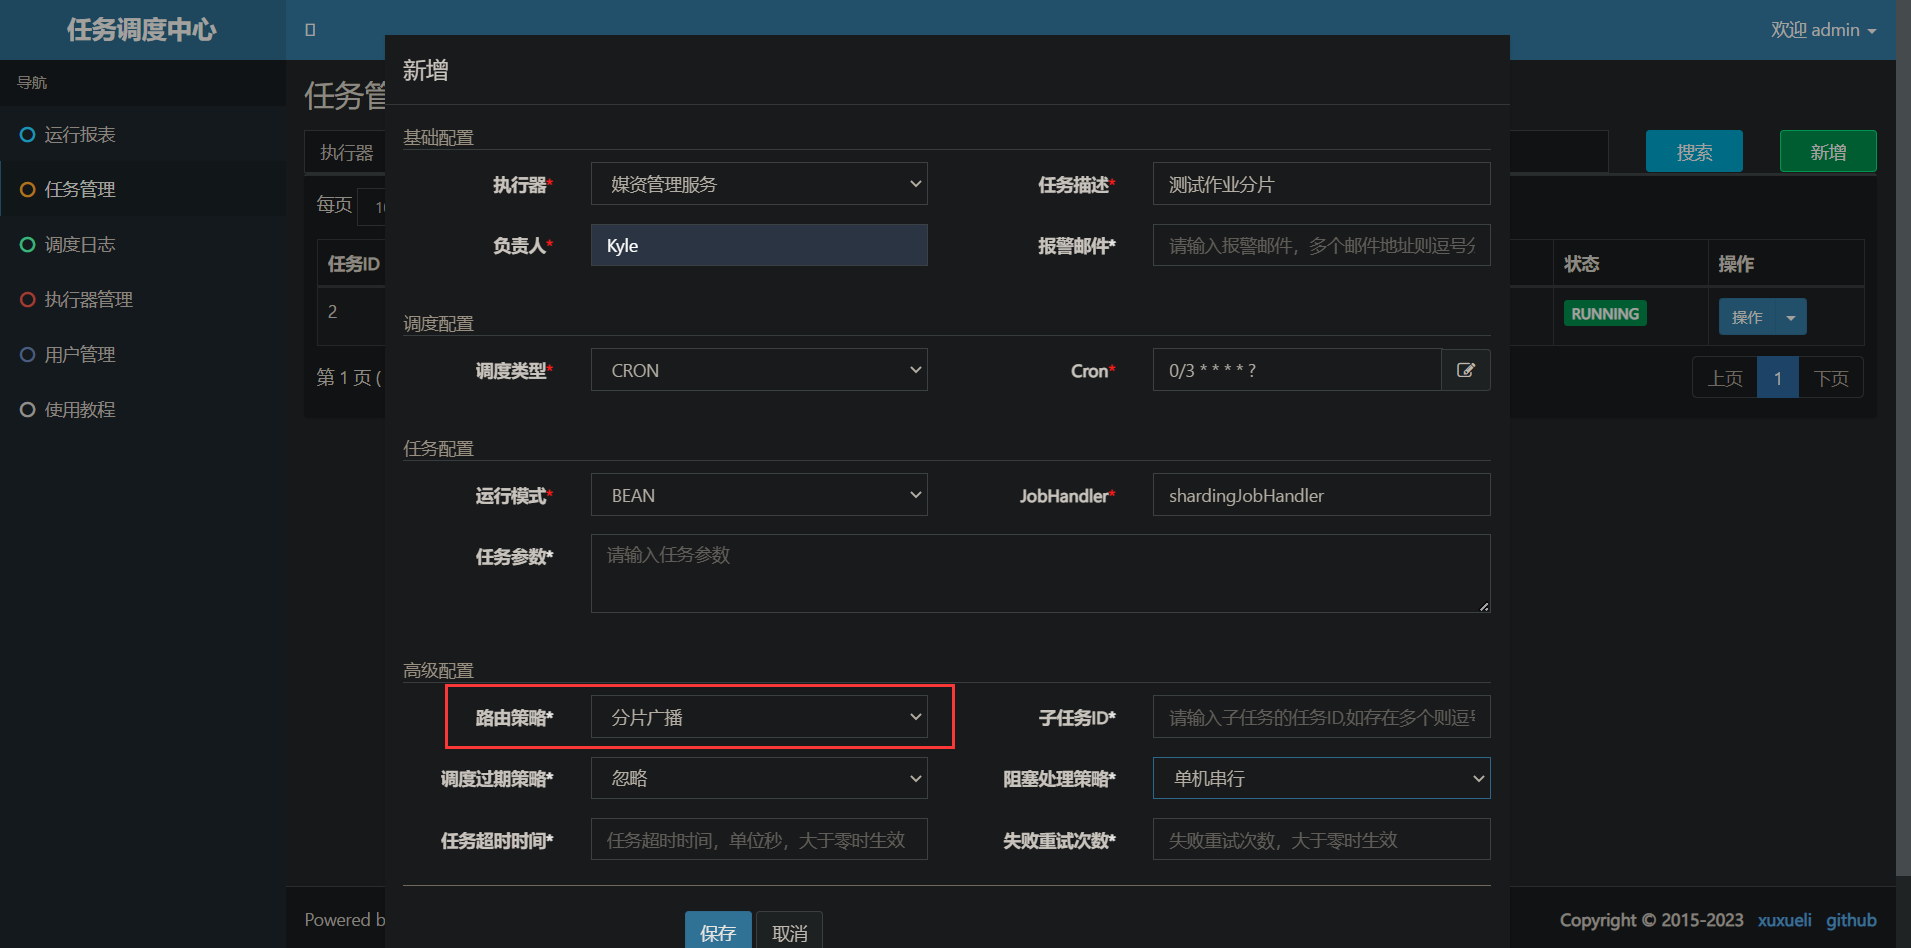 任务调度中心
欢迎 admin
导航
运行报表
任务管理
调度日志
执行器管理
用户管理
使用教程
任务管
执行器
搜索
新增
每页
任务ID
状态
操作
2
RUNNING
操作
第 1 页 (
上页
1
下页
新增
基础配置
执行器*
媒资管理服务
任务描述*
测试作业分片
负责人*
Kyle
报警邮件*
请输入报警邮件，多个邮件地址则逗号分
调度配置
调度类型*
CRON
Cron*
0/3 * * * * ?
任务配置
运行模式*
BEAN
JobHandler*
shardingJobHandler
任务参数*
请输入任务参数
高级配置
路由策略*
分片广播
子任务ID*
请输入子任务的任务ID,如存在多个则逗号
调度过期策略*
忽略
阻塞处理策略*
单机串行
任务超时时间*
任务超时时间，单位秒，大于零时生效
失败重试次数*
失败重试次数，大于零时生效
保存
取消
Powered b
Copyright © 2015-2023 xuxueli github